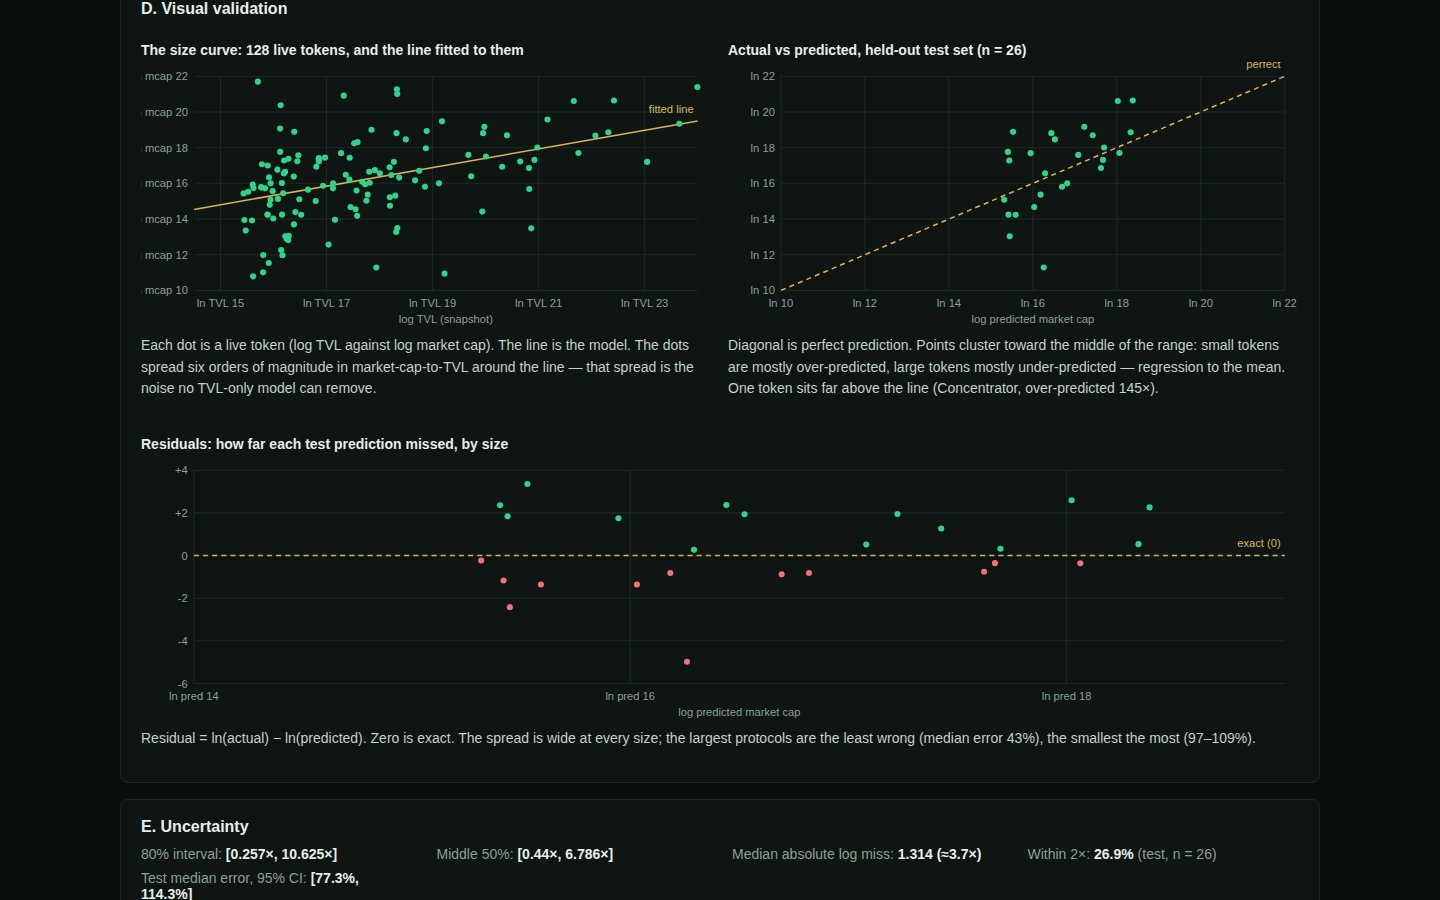 D. Visual validation
The size curve: 128 live tokens, and the line fitted to them
mcap 22
mcap 20
mcap 18
mcap 16
mcap 14
mcap 12
mcap 10
fitted line
ln TVL 15
ln TVL 17
ln TVL 19
ln TVL 21
ln TVL 23
log TVL (snapshot)
Each dot is a live token (log TVL against log market cap). The line is the model. The dots
spread six orders of magnitude in market-cap-to-TVL around the line — that spread is the
noise no TVL-only model can remove.
Actual vs predicted, held-out test set (n = 26)
perfect
ln 22
ln 20
ln 18
ln 16
ln 14
ln 12
ln 10
ln 10
ln 12
ln 14
ln 16
ln 18
ln 20
ln 22
log predicted market cap
Diagonal is perfect prediction. Points cluster toward the middle of the range: small tokens
are mostly over-predicted, large tokens mostly under-predicted — regression to the mean.
One token sits far above the line (Concentrator, over-predicted 145×).
Residuals: how far each test prediction missed, by size
+4
+2
0
-2
-4
-6
exact (0)
ln pred 14
ln pred 16
ln pred 18
log predicted market cap
Residual = ln(actual) − ln(predicted). Zero is exact. The spread is wide at every size; the largest protocols are the least wrong (median error 43%), the smallest the most (97–109%).
E. Uncertainty
80% interval: [0.257×, 10.625×]
Middle 50%: [0.44×, 6.786×]
Median absolute log miss: 1.314 (≈3.7×)
Within 2×: 26.9% (test, n = 26)
Test median error, 95% CI: [77.3%,
114.3%]